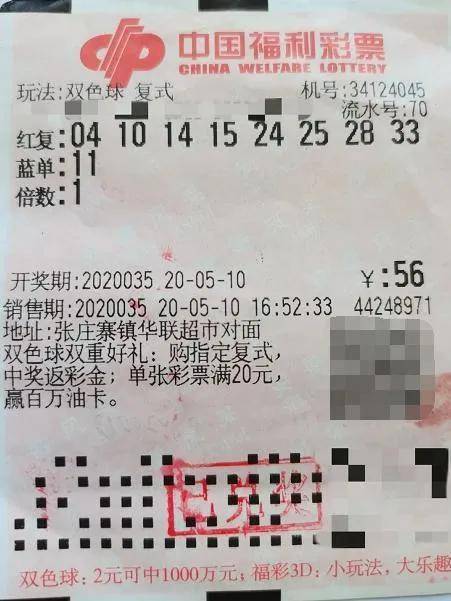 中国福利彩票
CHINA WELFARE LOTTERY
玩法:双色球 复式 机号:34124045
流水号:70
红复:04 10 14 15 24 25 28 33
蓝单:11
倍数:1
开奖期:2020035 20-05-10 ¥:56
销售期:2020035 20-05-10 16:52:33 44248971
地址:张庄寨镇华联超市对面
双色球双重好礼:购指定复式,
中奖返彩金;单张彩票满20元,
赢百万油卡。
已兑奖
双色球:2元可中1000万元;福彩3D:小玩法,大乐趣